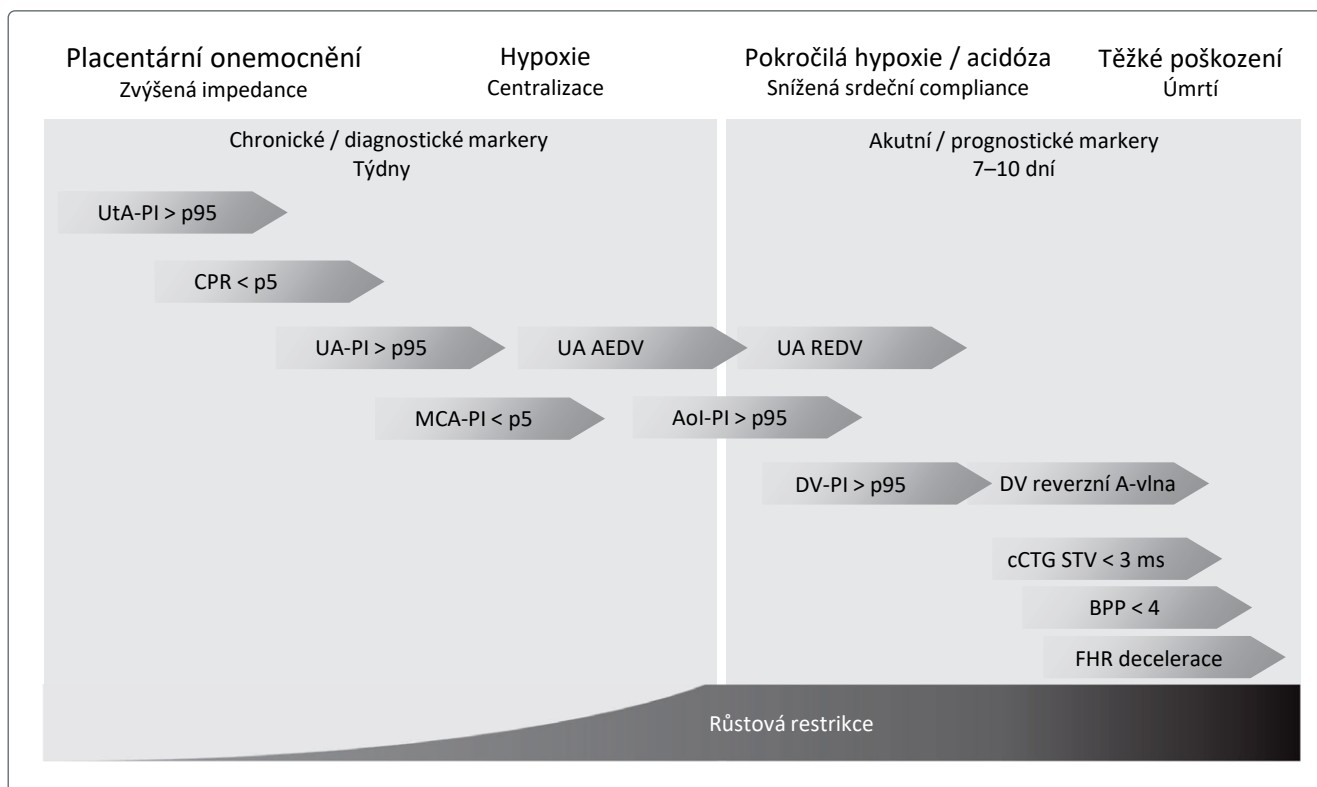 Placentární onemocnění
Zvýšená impedance
Hypoxie
Centralizace
Pokročilá hypoxie / acidóza
Snížená srdeční compliance
Těžké poškození
Úmrtí
Chronické / diagnostické markery
Týdny
Akutní / prognostické markery
7–10 dní
UtA-PI > p95
CPR < p5
UA-PI > p95
UA AEDV
UA REDV
MCA-PI < p5
AoI-PI > p95
DV-PI > p95
DV reverzní A-vlna
cCTG STV < 3 ms
BPP < 4
FHR decelerace
Růstová restrikce